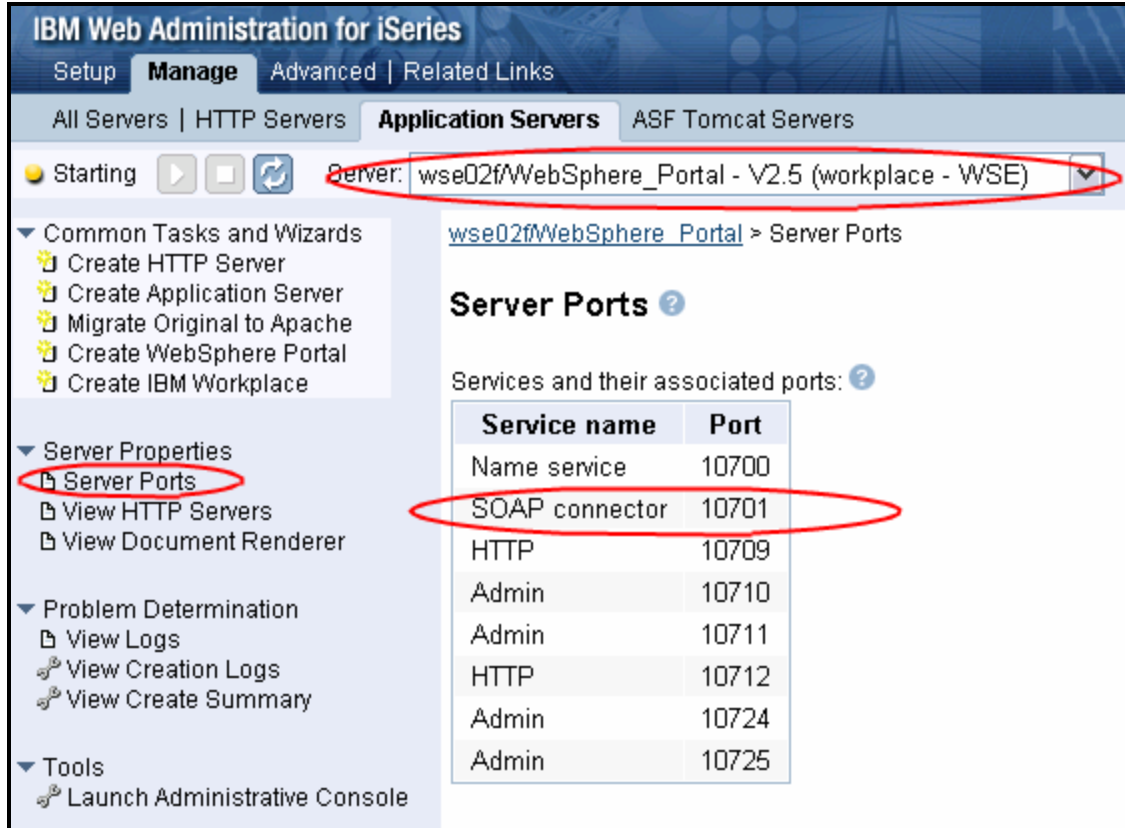 IBM Web Administration for iSeries
Setup Manage Advanced | Related Links
All Servers | HTTP Servers Application Servers ASF Tomcat Servers
Starting Server: wse02f/WebSphere_Portal - V2.5 (workplace - WSE)
Common Tasks and Wizards
Create HTTP Server
Create Application Server
Migrate Original to Apache
Create WebSphere Portal
Create IBM Workplace
Server Properties
Server Ports
View HTTP Servers
View Document Renderer
Problem Determination
View Logs
View Creation Logs
View Create Summary
Tools
Launch Administrative Console
wse02f/WebSphere_Portal > Server Ports
Server Ports ?
Services and their associated ports: ?
Service name Port
Name service 10700
SOAP connector 10701
HTTP 10709
Admin 10710
Admin 10711
HTTP 10712
Admin 10724
Admin 10725